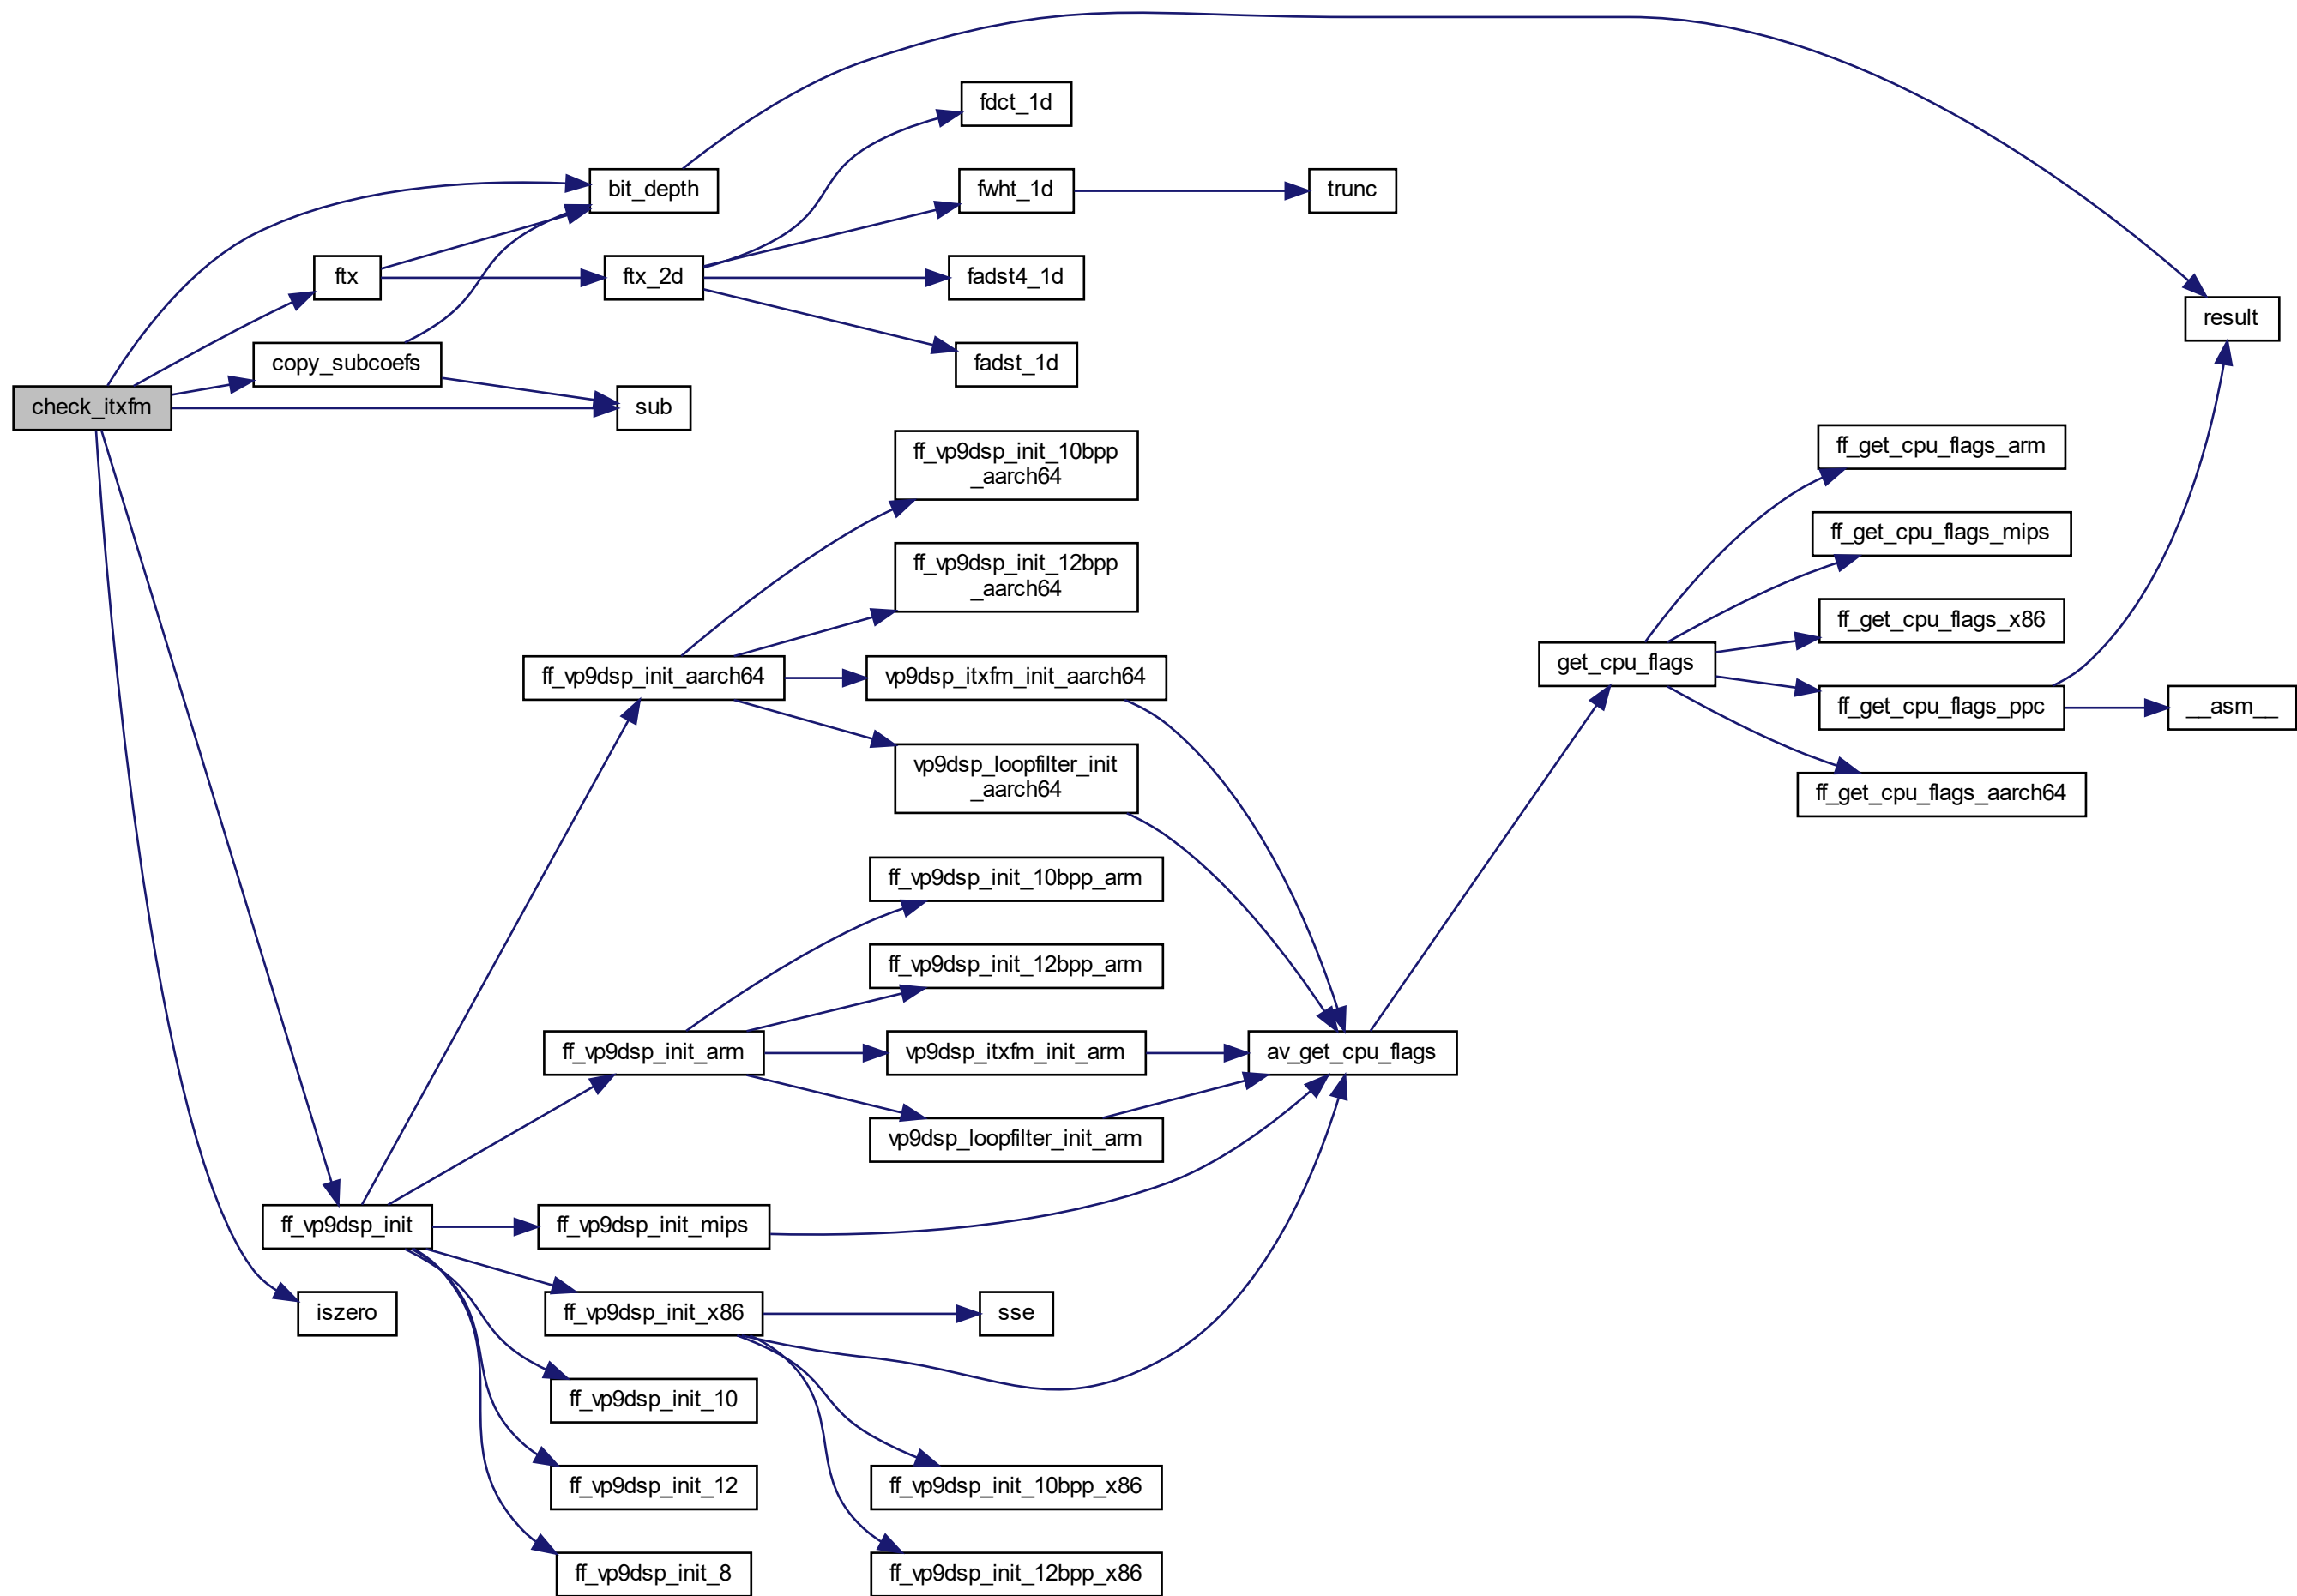 fdct_1d
bit_depth
fwht_1d
trunc
ftx
ftx_2d
fadst4_1d
result
copy_subcoefs
fadst_1d
check_itxfm
sub
ff_vp9dsp_init_10bpp
_aarch64
ff_get_cpu_flags_arm
ff_vp9dsp_init_12bpp
_aarch64
ff_get_cpu_flags_mips
ff_get_cpu_flags_x86
ff_vp9dsp_init_aarch64
vp9dsp_itxfm_init_aarch64
get_cpu_flags
ff_get_cpu_flags_ppc
__asm__
vp9dsp_loopfilter_init
_aarch64
ff_get_cpu_flags_aarch64
ff_vp9dsp_init_10bpp_arm
ff_vp9dsp_init_12bpp_arm
ff_vp9dsp_init_arm
vp9dsp_itxfm_init_arm
av_get_cpu_flags
vp9dsp_loopfilter_init_arm
ff_vp9dsp_init
ff_vp9dsp_init_mips
iszero
ff_vp9dsp_init_x86
sse
ff_vp9dsp_init_10
ff_vp9dsp_init_12
ff_vp9dsp_init_10bpp_x86
ff_vp9dsp_init_8
ff_vp9dsp_init_12bpp_x86